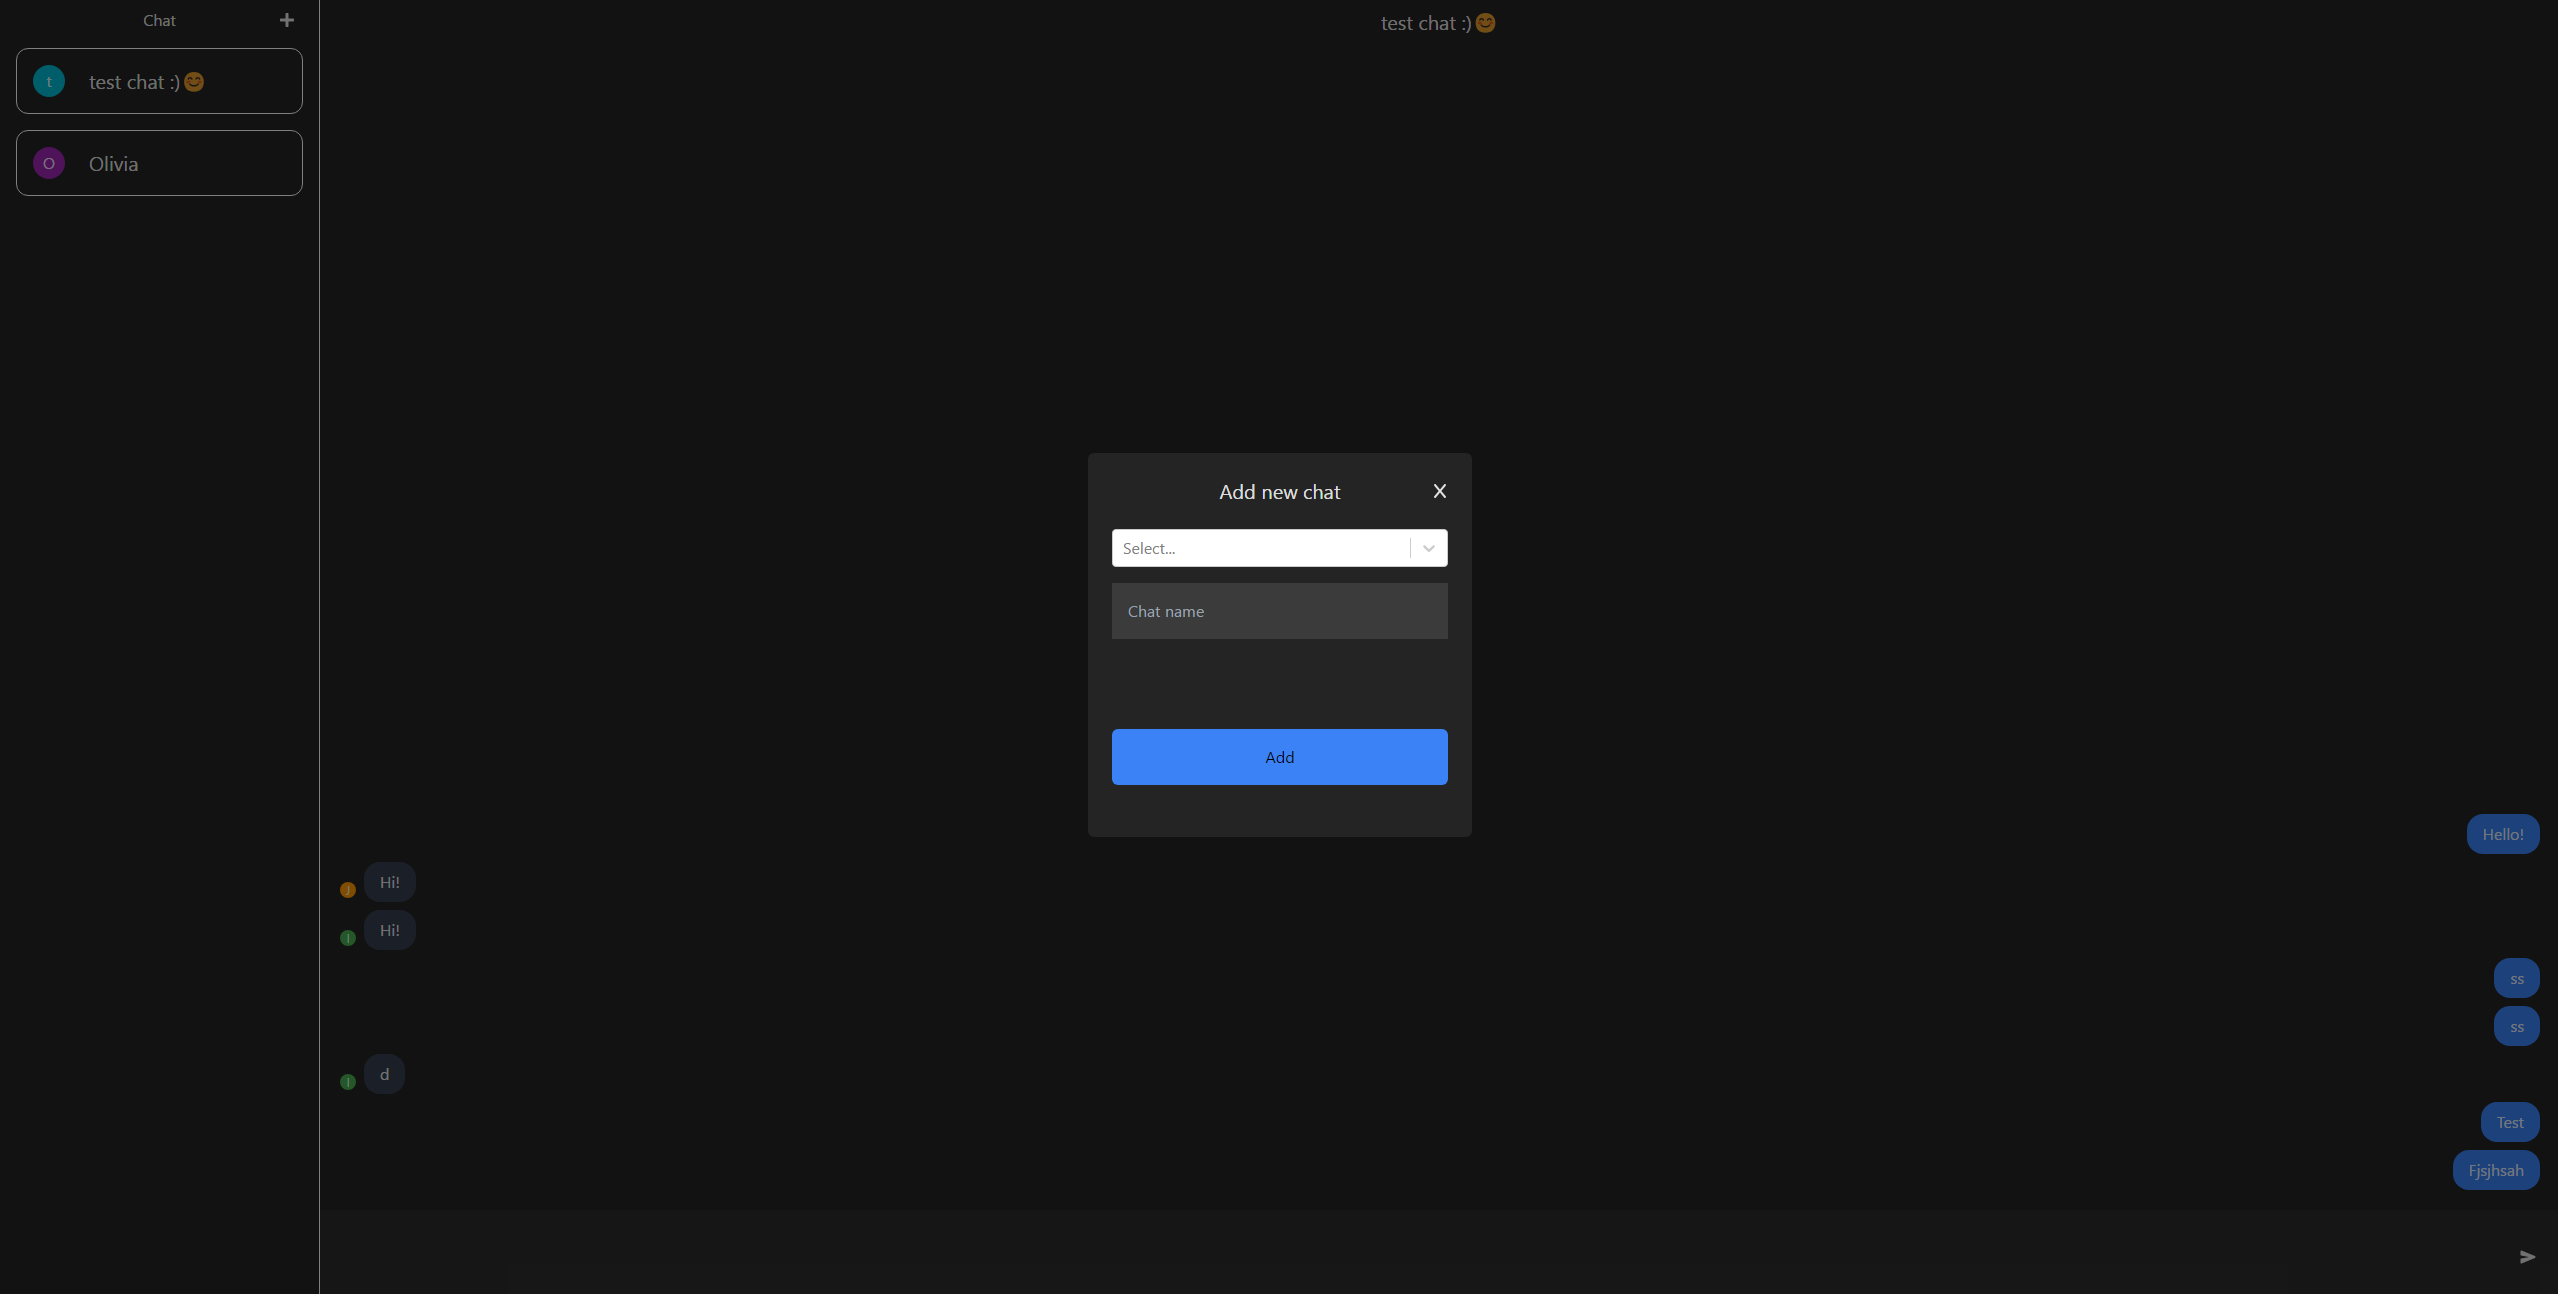 Chat
t
test chat :)😊
O
Olivia
test chat :)😊
Add new chat
Select...
Chat name
Add
Hello!
J
Hi!
I
Hi!
ss
ss
I
d
Test
Fjsjhsah